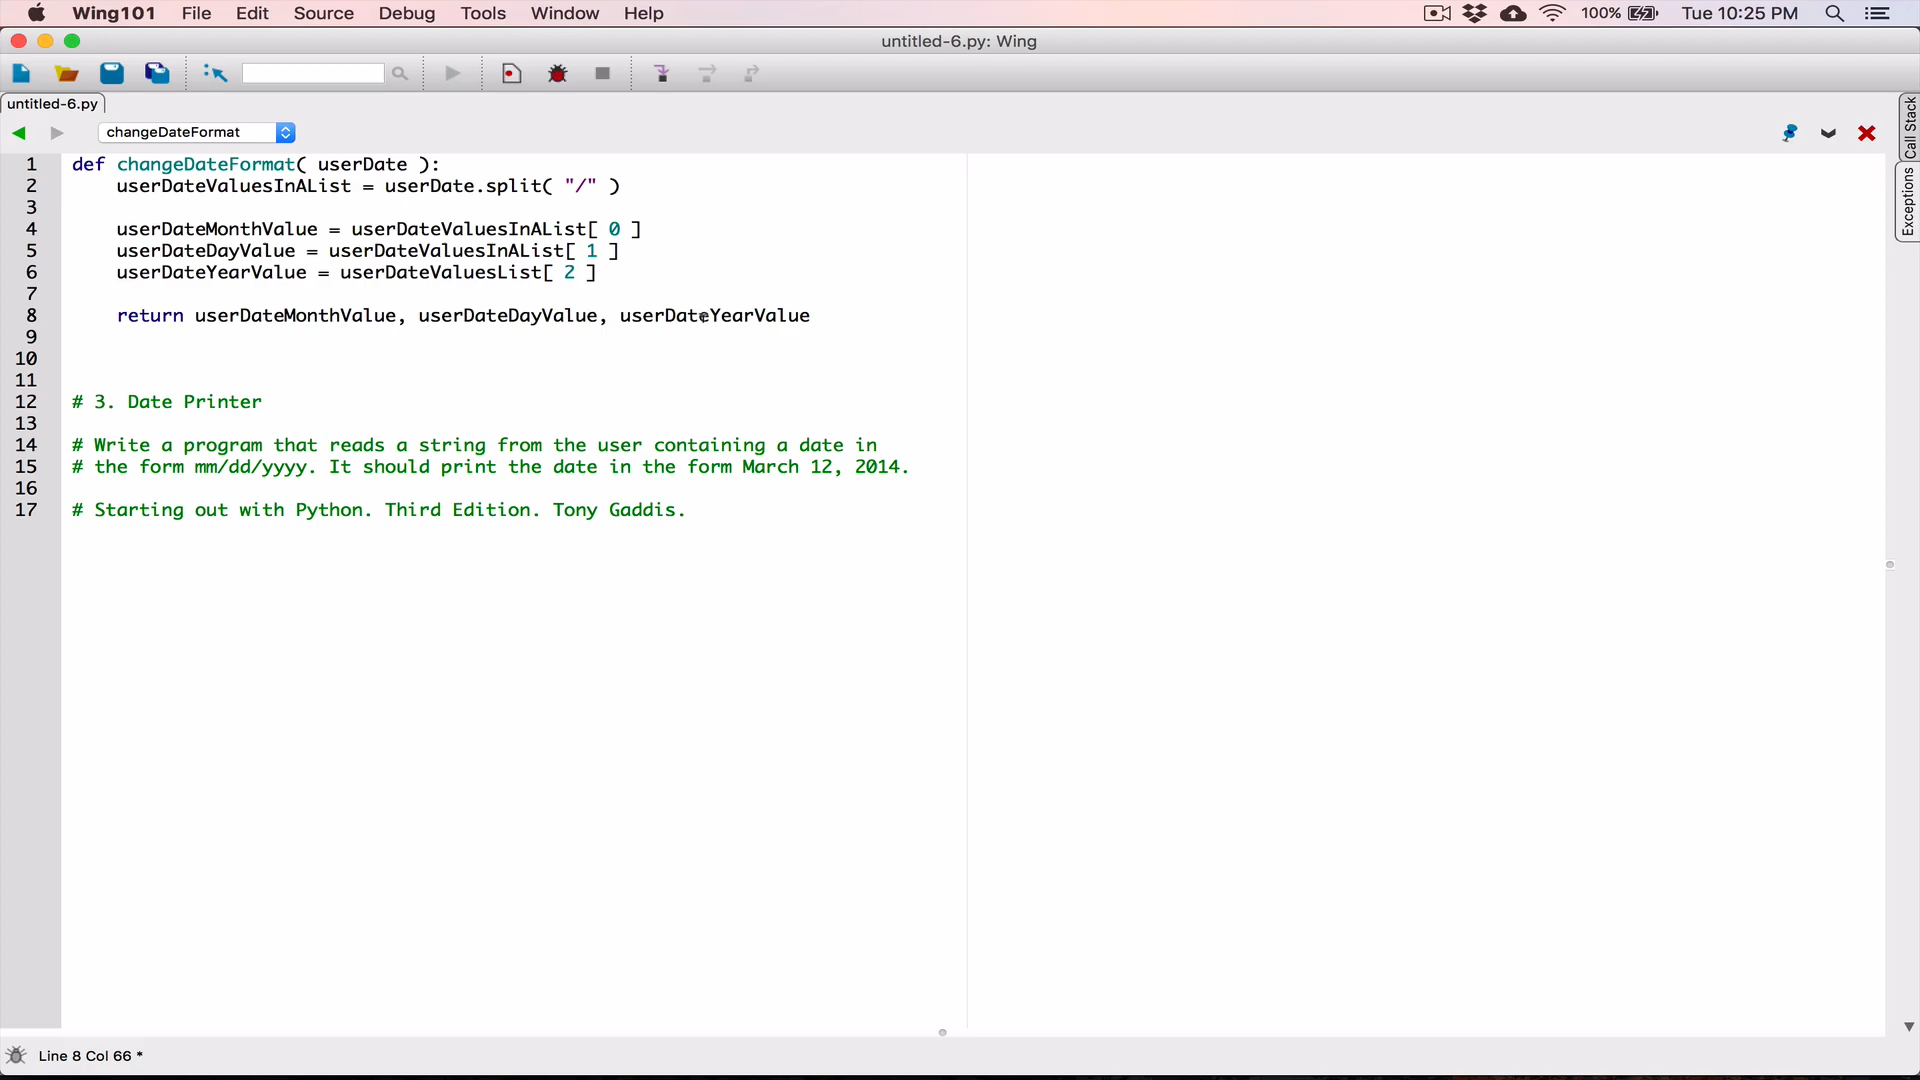 Wing101 File Edit Source Debug Tools Window Help 100% Tue 10:25 PM
untitled-6.py: Wing
untitled-6.py
changeDateFormat
Call Stack
Exceptions
1 def changeDateFormat( userDate ):
2 userDateValuesInAList = userDate.split( "/" )
3
4 userDateMonthValue = userDateValuesInAList[ 0 ]
5 userDateDayValue = userDateValuesInAList[ 1 ]
6 userDateYearValue = userDateValuesList[ 2 ]
7
8 return userDateMonthValue, userDateDayValue, userDateYearValue
9
10
11
12 # 3. Date Printer
13
14 # Write a program that reads a string from the user containing a date in
15 # the form mm/dd/yyyy. It should print the date in the form March 12, 2014.
16
17 # Starting out with Python. Third Edition. Tony Gaddis.
Line 8 Col 66 *